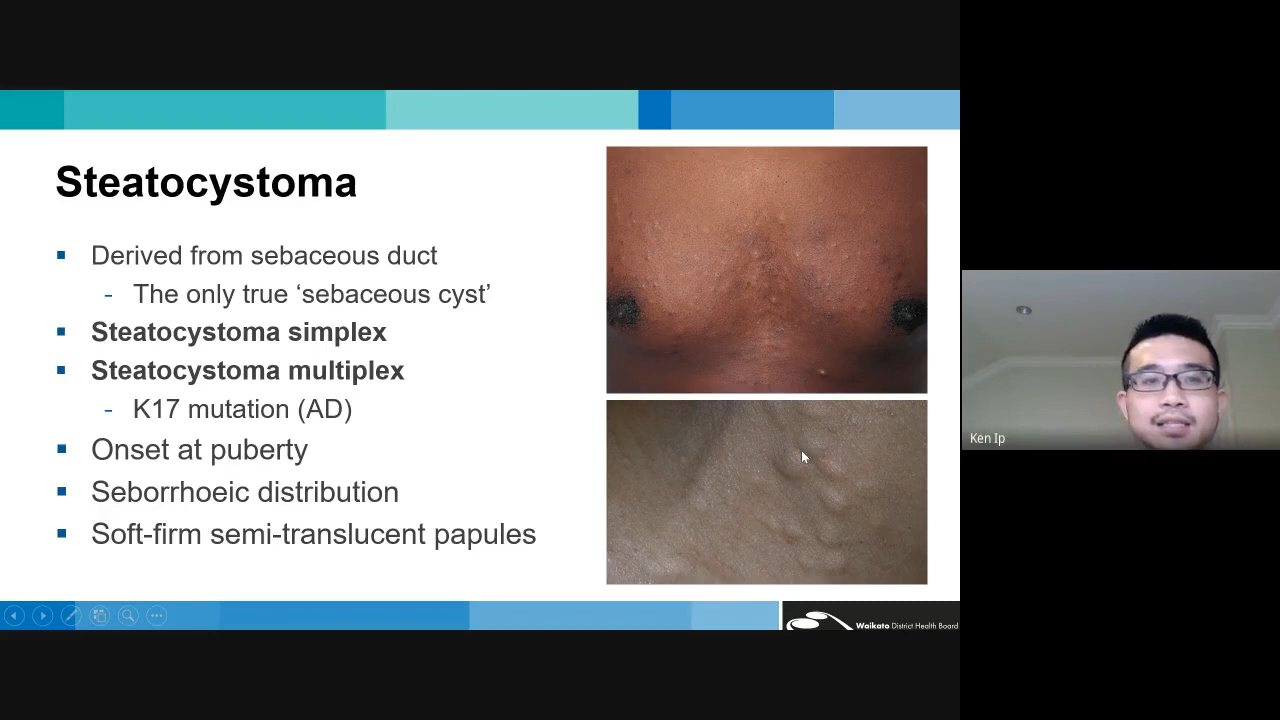 Steatocystoma
Derived from sebaceous duct
- The only true ‘sebaceous cyst’
Steatocystoma simplex
Steatocystoma multiplex
- K17 mutation (AD)
Onset at puberty
Seborrhoeic distribution
Soft-firm semi-translucent papules
Waikato District Health Board
Ken Ip